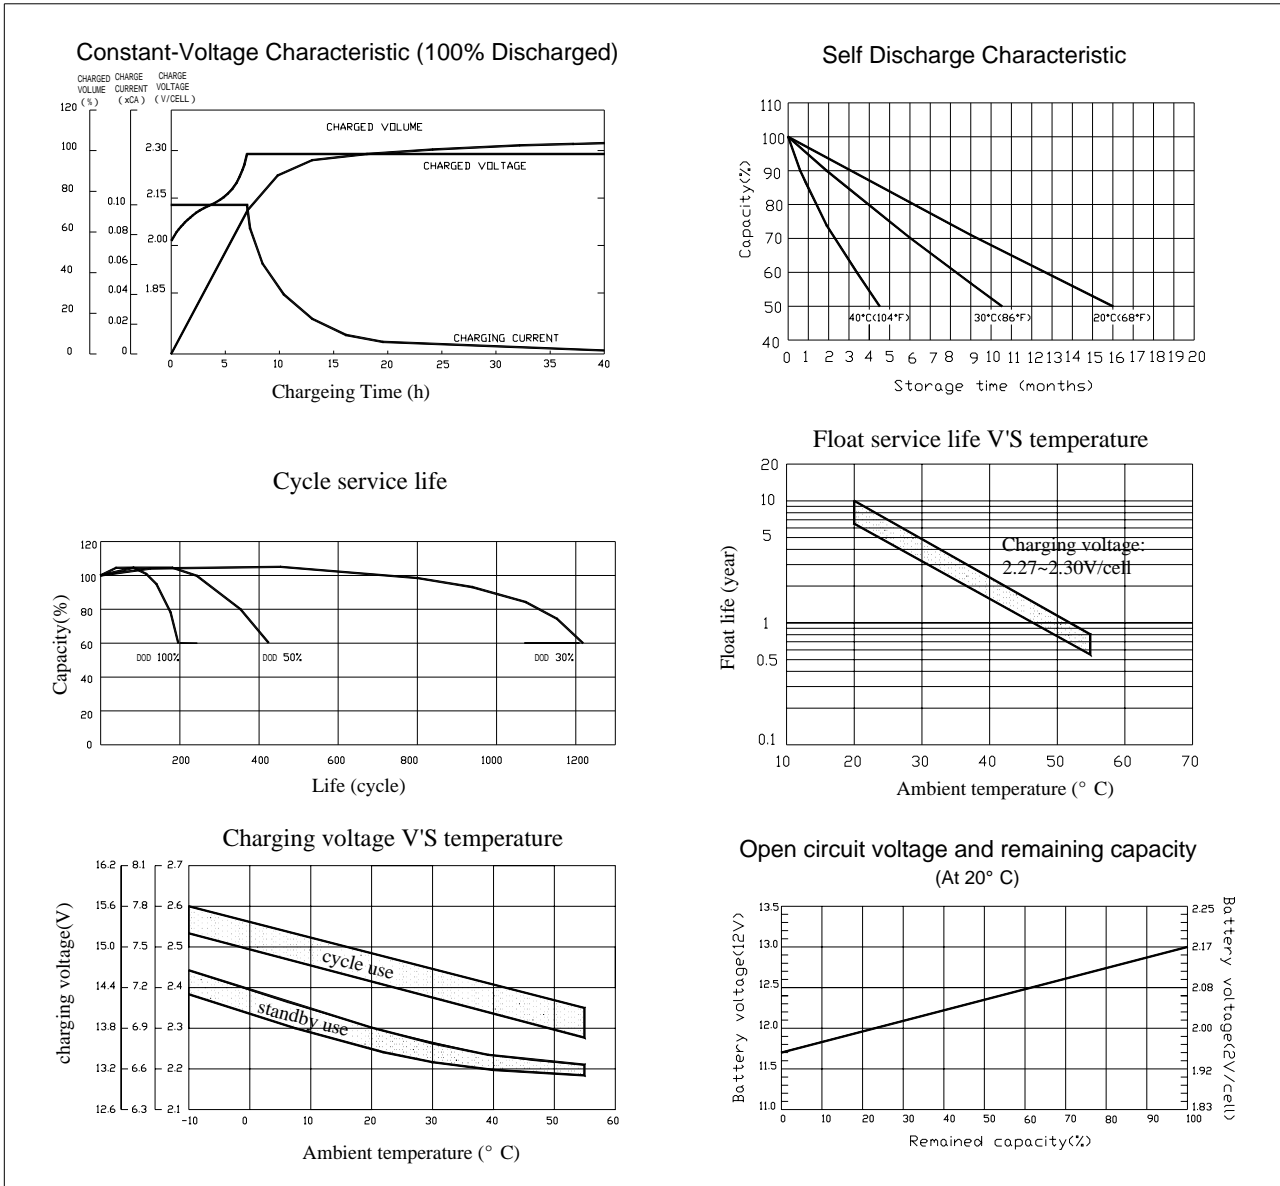 Constant-Voltage Characteristic (100% Discharged)
CHARGED CHARGE CHARGE
VOLUME CURRENT VOLTAGE
(%) (xCA) (V/CELL)
120
100
80
60
40
20
0
0.10
0.08
0.06
0.04
0.02
0
2.30
2.15
2.00
1.85
CHARGED VOLUME
CHARGED VOLTAGE
CHARGING CURRENT
0 5 10 15 20 25 30 35 40
Chargeing Time (h)
Self Discharge Characteristic
Capacity(%)
110
100
90
80
70
60
50
40
40°C(104°F) 30°C(86°F) 20°C(68°F)
0 1 2 3 4 5 6 7 8 9 10 11 12 13 14 15 16 17 18 19 20
Storage time (months)
Cycle service life
Capacity(%)
120
100
80
60
40
20
0
DOD 100% DOD 50% DOD 30%
200 400 600 800 1000 1200
Life (cycle)
Float service life V'S temperature
Float life (year)
20
10
5
1
0.5
0.1
Charging voltage:
2.27~2.30V/cell
10 20 30 40 50 60 70
Ambient temperature (° C)
Charging voltage V'S temperature
charging voltage(V)
16.2 8.1 2.7
15.6 7.8 2.6
15.0 7.5 2.5
14.4 7.2 2.4
13.8 6.9 2.3
13.2 6.6 2.2
12.6 6.3 2.1
cycle use
standby use
-10 0 10 20 30 40 50 60
Ambient temperature (° C)
Open circuit voltage and remaining capacity
(At 20° C)
Battery voltage(12V)
13.5
13.0
12.5
12.0
11.5
11.0
2.25
2.17
2.08
2.00
1.92
1.83
Battery voltage(2V/cell)
0 10 20 30 40 50 60 70 80 90 100
Remained capacity(%)